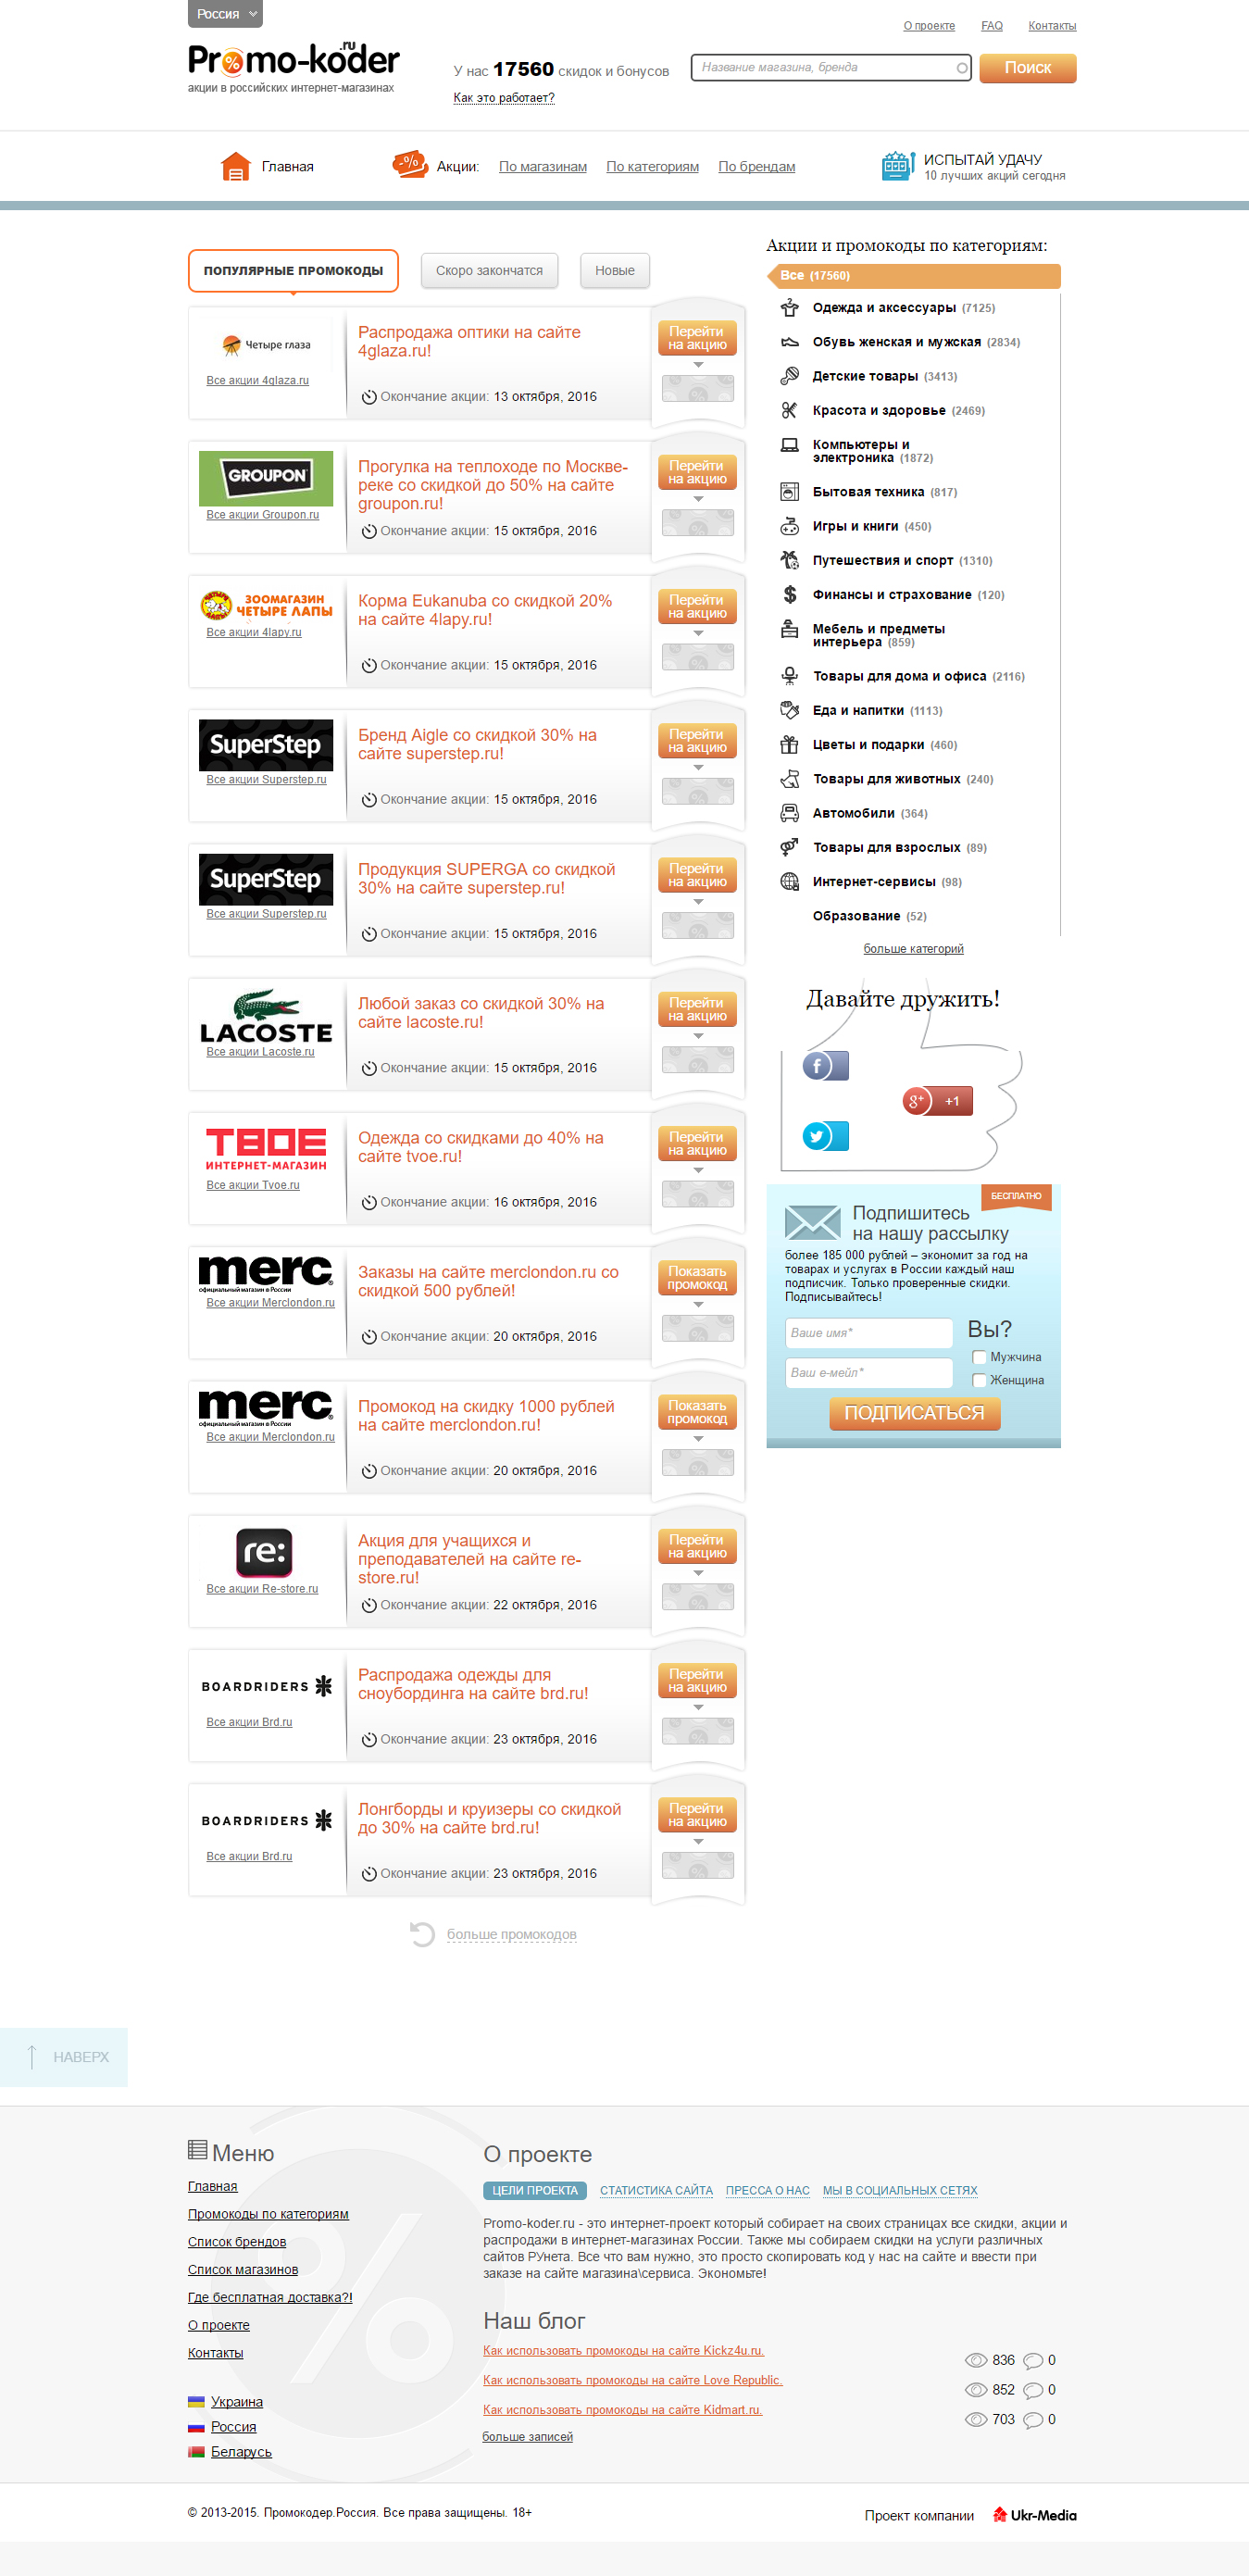 Россия
О проекте FAQ Контакты
Promo-koder.ru
акции в российских интернет-магазинах
У нас 17560 скидок и бонусов
Как это работает?
Название магазина, бренда
Поиск
Главная
Акции: По магазинам По категориям По брендам
ИСПЫТАЙ УДАЧУ
10 лучших акций сегодня
ПОПУЛЯРНЫЕ ПРОМОКОДЫ Скоро закончатся Новые
Четыре глаза
Все акции 4glaza.ru
Распродажа оптики на сайте
4glaza.ru!
Окончание акции: 13 октября, 2016
Перейти
на акцию
GROUPON
Все акции Groupon.ru
Прогулка на теплоходе по Москве-
реке со скидкой до 50% на сайте
groupon.ru!
Окончание акции: 15 октября, 2016
Перейти
на акцию
ЗООМАГАЗИН
ЧЕТЫРЕ ЛАПЫ
Все акции 4lapy.ru
Корма Eukanuba со скидкой 20%
на сайте 4lapy.ru!
Окончание акции: 15 октября, 2016
Перейти
на акцию
SuperStep
Все акции Superstep.ru
Бренд Aigle со скидкой 30% на
сайте superstep.ru!
Окончание акции: 15 октября, 2016
Перейти
на акцию
SuperStep
Все акции Superstep.ru
Продукция SUPERGA со скидкой
30% на сайте superstep.ru!
Окончание акции: 15 октября, 2016
Перейти
на акцию
LACOSTE
Все акции Lacoste.ru
Любой заказ со скидкой 30% на
сайте lacoste.ru!
Окончание акции: 15 октября, 2016
Перейти
на акцию
ТВОЕ
ИНТЕРНЕТ-МАГАЗИН
Все акции Tvoe.ru
Одежда со скидками до 40% на
сайте tvoe.ru!
Окончание акции: 16 октября, 2016
Перейти
на акцию
merc
официальный магазин в России
Все акции Merclondon.ru
Заказы на сайте merclondon.ru со
скидкой 500 рублей!
Окончание акции: 20 октября, 2016
Показать
промокод
merc
официальный магазин в России
Все акции Merclondon.ru
Промокод на скидку 1000 рублей
на сайте merclondon.ru!
Окончание акции: 20 октября, 2016
Показать
промокод
re:
Все акции Re-store.ru
Акция для учащихся и
преподавателей на сайте re-
store.ru!
Окончание акции: 22 октября, 2016
Перейти
на акцию
BOARDRIDERS
Все акции Brd.ru
Распродажа одежды для
сноубординга на сайте brd.ru!
Окончание акции: 23 октября, 2016
Перейти
на акцию
BOARDRIDERS
Все акции Brd.ru
Лонгборды и круизеры со скидкой
до 30% на сайте brd.ru!
Окончание акции: 23 октября, 2016
Перейти
на акцию
больше промокодов
Акции и промокоды по категориям:
Все (17560)
Одежда и аксессуары (7125)
Обувь женская и мужская (2834)
Детские товары (3413)
Красота и здоровье (2469)
Компьютеры и
электроника (1872)
Бытовая техника (817)
Игры и книги (450)
Путешествия и спорт (1310)
Финансы и страхование (120)
Мебель и предметы
интерьера (859)
Товары для дома и офиса (2116)
Еда и напитки (1113)
Цветы и подарки (460)
Товары для животных (240)
Автомобили (364)
Товары для взрослых (89)
Интернет-сервисы (98)
Образование (52)
больше категорий
Давайте дружить!
f
g+ +1
БЕСПЛАТНО
Подпишитесь
на нашу рассылку
более 185 000 рублей – экономит за год на
товарах и услугах в России каждый наш
подписчик. Только проверенные скидки.
Подписывайтесь!
Ваше имя*
Ваш е-мейл*
Вы?
Мужчина
Женщина
ПОДПИСАТЬСЯ
НАВЕРХ
Меню
Главная
Промокоды по категориям
Список брендов
Список магазинов
Где бесплатная доставка?!
О проекте
Контакты
Украина
Россия
Беларусь
О проекте
ЦЕЛИ ПРОЕКТА СТАТИСТИКА САЙТА ПРЕССА О НАС МЫ В СОЦИАЛЬНЫХ СЕТЯХ
Promo-koder.ru - это интернет-проект который собирает на своих страницах все скидки, акции и
распродажи в интернет-магазинах России. Также мы собираем скидки на услуги различных
сайтов РУнета. Все что вам нужно, это просто скопировать код у нас на сайте и ввести при
заказе на сайте магазина\сервиса. Экономьте!
Наш блог
Как использовать промокоды на сайте Kickz4u.ru. 836 0
Как использовать промокоды на сайте Love Republic. 852 0
Как использовать промокоды на сайте Kidmart.ru. 703 0
больше записей
© 2013-2015. Промокодер.Россия. Все права защищены. 18+
Проект компании Ukr-Media